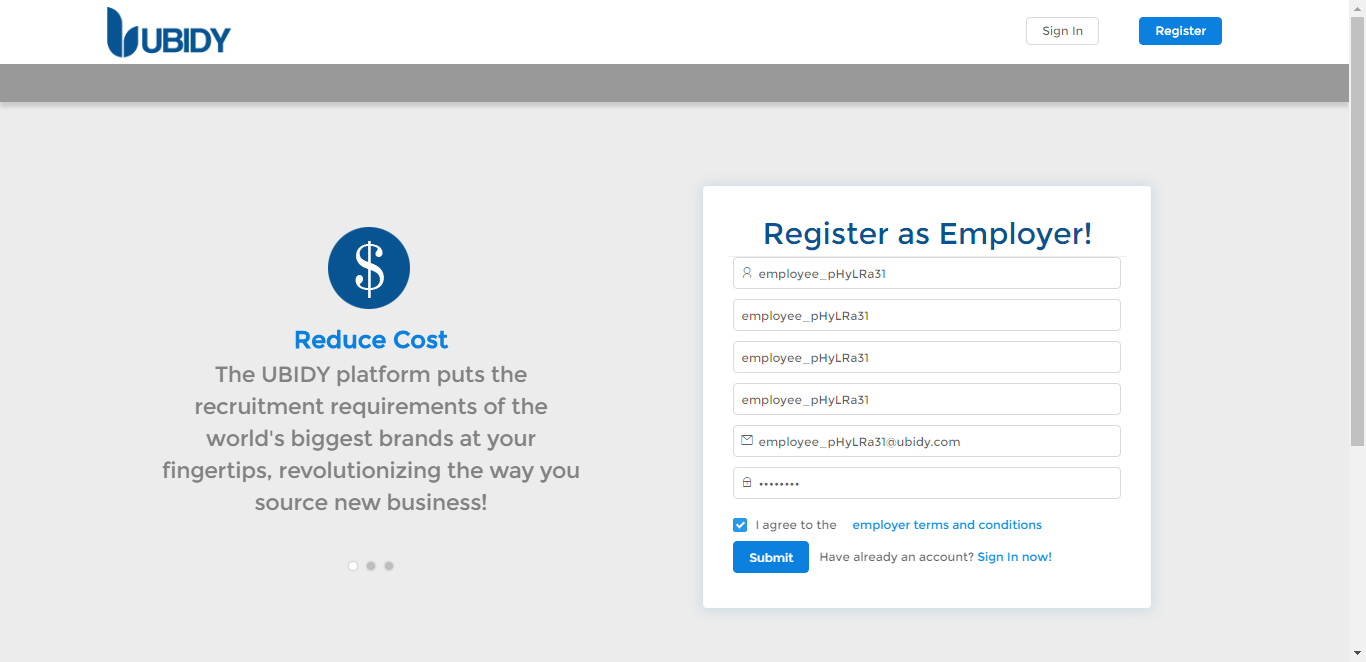 UBIDY
Sign In
Register
$
Reduce Cost
The UBIDY platform puts the
recruitment requirements of the
world's biggest brands at your
fingertips, revolutionizing the way you
source new business!
Register as Employer!
employee_pHyLRa31
employee_pHyLRa31
employee_pHyLRa31
employee_pHyLRa31
employee_pHyLRa31@ubidy.com
••••••••
I agree to the employer terms and conditions
Submit Have already an account? Sign In now!